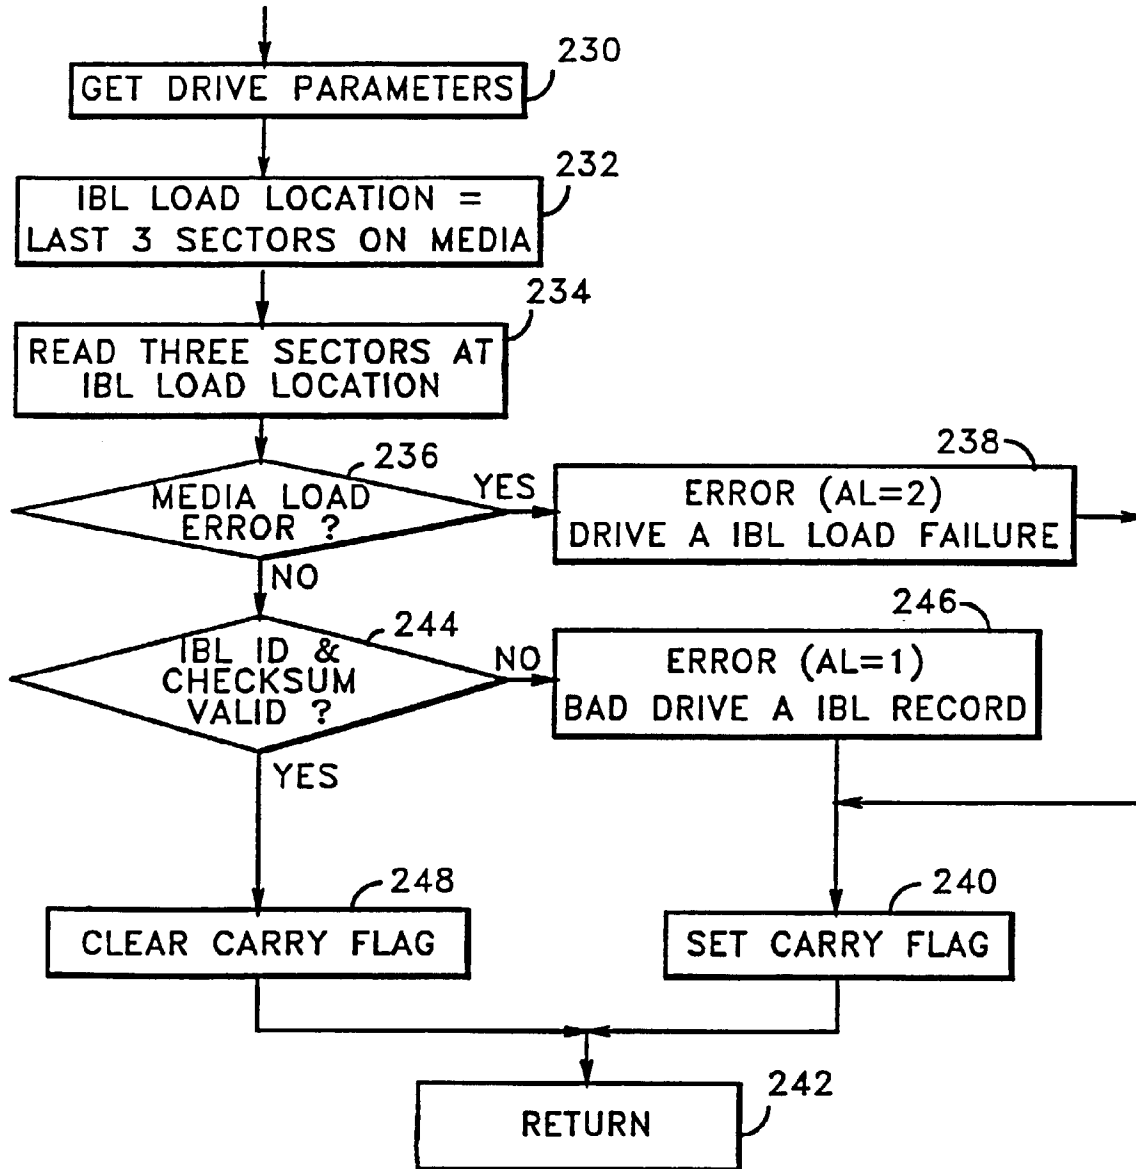 230
GET DRIVE PARAMETERS
232
IBL LOAD LOCATION =
LAST 3 SECTORS ON MEDIA
234
READ THREE SECTORS AT
IBL LOAD LOCATION
236
MEDIA LOAD
ERROR ?
YES
NO
238
ERROR (AL=2)
DRIVE A IBL LOAD FAILURE
244
IBL ID &
CHECKSUM
VALID ?
NO
YES
246
ERROR (AL=1)
BAD DRIVE A IBL RECORD
248
CLEAR CARRY FLAG
240
SET CARRY FLAG
242
RETURN